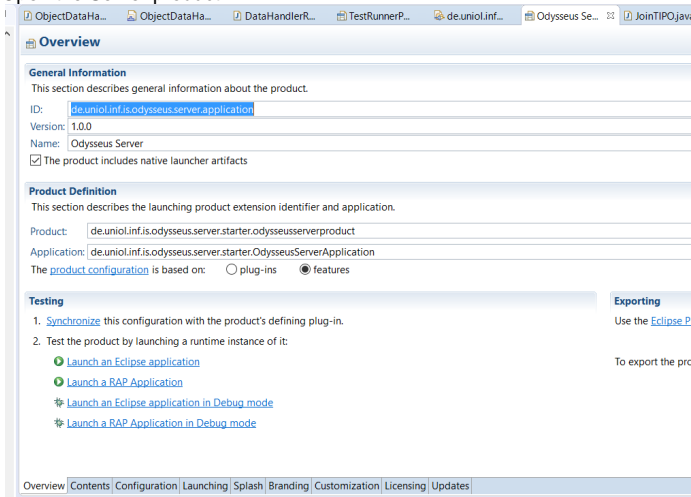 ObjectDataHa... ObjectDataHa... DataHandlerR... TestRunnerP... de.uniol.inf... Odysseus Se... JoinTIPO.java
Overview
General Information
This section describes general information about the product.
ID: de.uniol.inf.is.odysseus.server.application
Version: 1.0.0
Name: Odysseus Server
The product includes native launcher artifacts
Product Definition
This section describes the launching product extension identifier and application.
Product: de.uniol.inf.is.odysseus.server.starter.odysseusserverproduct
Application: de.uniol.inf.is.odysseus.server.starter.OdysseusServerApplication
The product configuration is based on: plug-ins features
Testing
1. Synchronize this configuration with the product's defining plug-in.
2. Test the product by launching a runtime instance of it:
Launch an Eclipse application
Launch a RAP Application
Launch an Eclipse application in Debug mode
Launch a RAP Application in Debug mode
Exporting
Use the Eclipse P
To export the pro
Overview Contents Configuration Launching Splash Branding Customization Licensing Updates